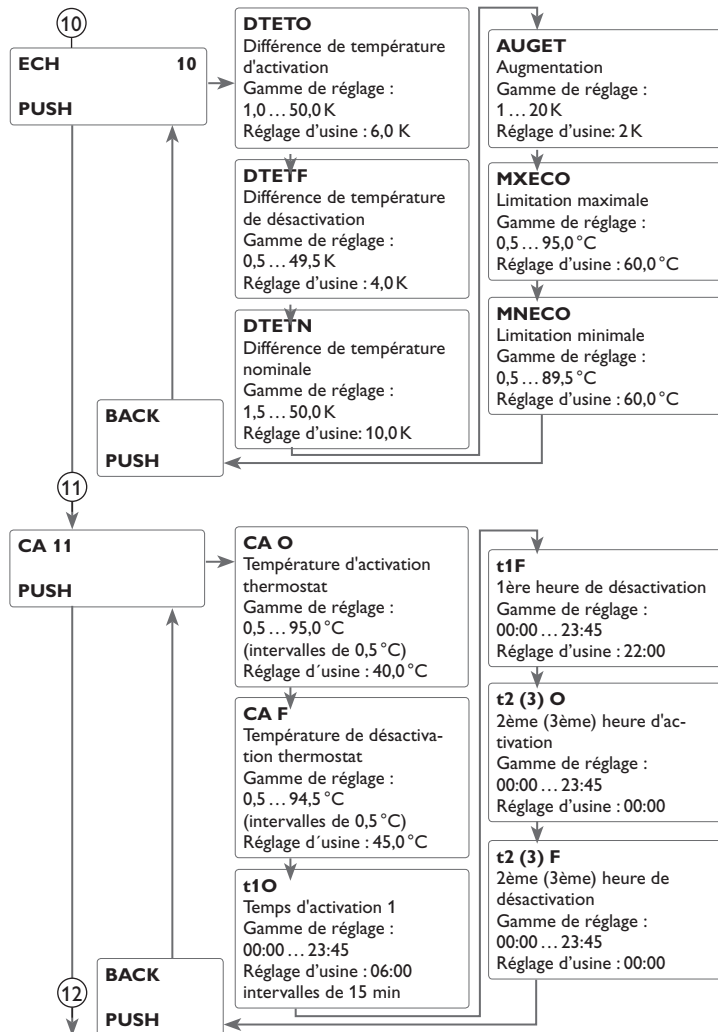 10
ECH 10
PUSH
DTETO
Différence de température
d'activation
Gamme de réglage :
1,0 … 50,0 K
Réglage d'usine : 6,0 K
DTETF
Différence de température
de désactivation
Gamme de réglage :
0,5 … 49,5 K
Réglage d'usine : 4,0 K
DTETN
Différence de température
nominale
Gamme de réglage :
1,5 … 50,0 K
Réglage d'usine: 10,0 K
AUGET
Augmentation
Gamme de réglage :
1 … 20 K
Réglage d'usine: 2 K
MXECO
Limitation maximale
Gamme de réglage :
0,5 … 95,0 °C
Réglage d'usine : 60,0 °C
MNECO
Limitation minimale
Gamme de réglage :
0,5 … 89,5 °C
Réglage d'usine : 60,0 °C
BACK
PUSH
11
CA 11
PUSH
CA O
Température d'activation
thermostat
Gamme de réglage :
0,5 … 95,0 °C
(intervalles de 0,5 °C)
Réglage d´usine : 40,0 °C
CA F
Température de désactiva-
tion thermostat
Gamme de réglage :
0,5 … 94,5 °C
(intervalles de 0,5 °C)
Réglage d´usine : 45,0 °C
t1O
Temps d'activation 1
Gamme de réglage :
00:00 … 23:45
Réglage d'usine : 06:00
intervalles de 15 min
t1F
1ère heure de désactivation
Gamme de réglage :
00:00 … 23:45
Réglage d'usine : 22:00
t2 (3) O
2ème (3ème) heure d'ac-
tivation
Gamme de réglage :
00:00 … 23:45
Réglage d'usine : 00:00
t2 (3) F
2ème (3ème) heure de
désactivation
Gamme de réglage :
00:00 … 23:45
Réglage d'usine : 00:00
BACK
PUSH
12